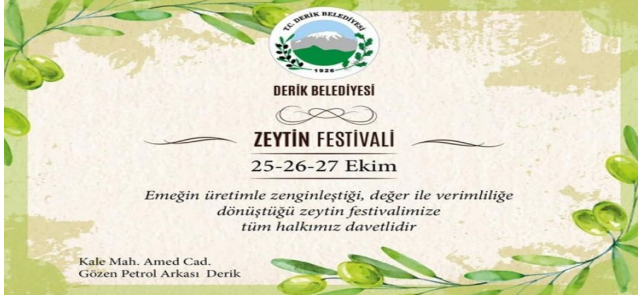 T.C. DERİK BELEDİYESİ
1926
DERİK BELEDİYESİ
ZEYTİN FESTİVALİ
25-26-27 Ekim
Emeğin üretimle zenginleştiği, değer ile verimliliğe
dönüştüğü zeytin festivalimize
tüm halkımız davetlidir
Kale Mah. Amed Cad.
Gözen Petrol Arkası Derik